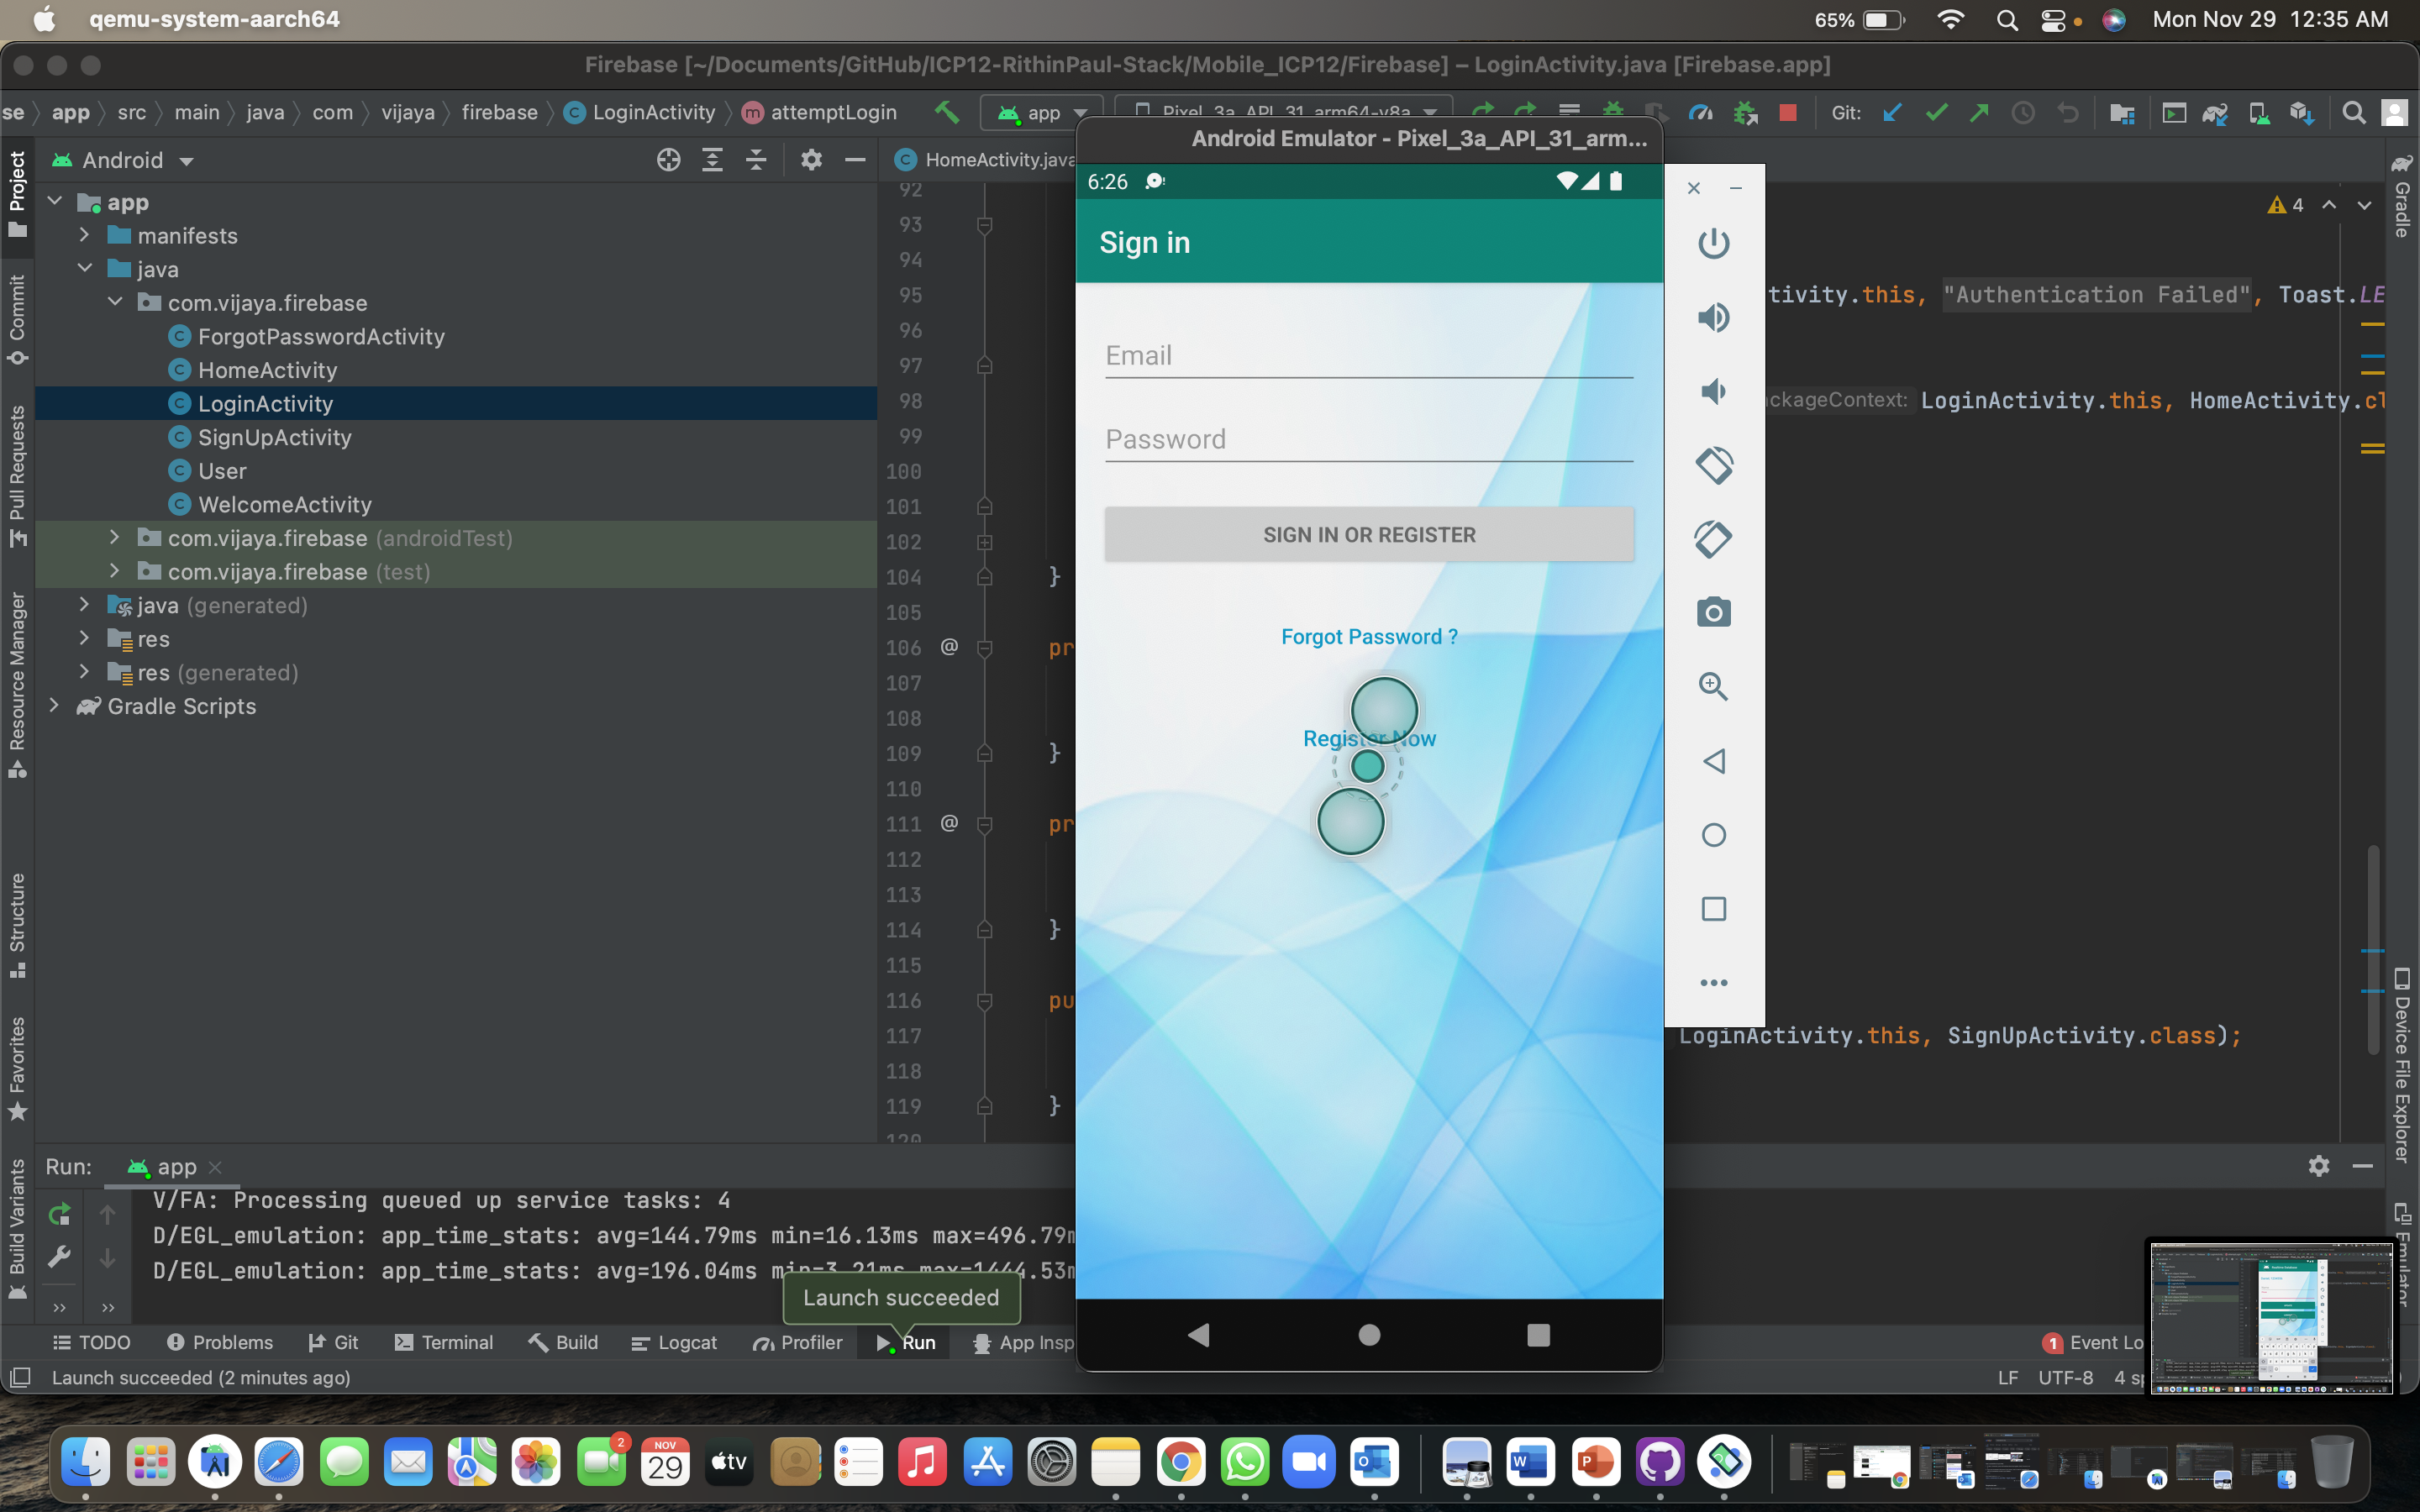 qemu-system-aarch64
65%
Mon Nov 29 12:35 AM
Firebase [~/Documents/GitHub/ICP12-RithinPaul-Stack/Mobile_ICP12/Firebase] – LoginActivity.java [Firebase.app]
se app src main java com vijaya firebase LoginActivity attemptLogin
app
Pixel_3a_API_31_arm64-v8a
Git:
Project
Commit
Pull Requests
Resource Manager
Structure
Favorites
Build Variants
Android
app
manifests
java
com.vijaya.firebase
ForgotPasswordActivity
HomeActivity
LoginActivity
SignUpActivity
User
WelcomeActivity
com.vijaya.firebase (androidTest)
com.vijaya.firebase (test)
java (generated)
res
res (generated)
Gradle Scripts
HomeActivity.java
92
93
94
95
96
97
98
99
100
101
102
104 }
105
106 @ pr
107
108
109 }
110
111 @ pr
112
113
114 }
115
116 pu
117
118
119 }
120
Android Emulator - Pixel_3a_API_31_arm...
6:26
Sign in
Email
Password
SIGN IN OR REGISTER
Forgot Password ?
Register Now
4
tivity.this, "Authentication Failed", Toast.LE
ckageContext: LoginActivity.this, HomeActivity.cl
LoginActivity.this, SignUpActivity.class);
Gradle
Device File Explorer
Emulator
Run: app
V/FA: Processing queued up service tasks: 4
D/EGL_emulation: app_time_stats: avg=144.79ms min=16.13ms max=496.79m
D/EGL_emulation: app_time_stats: avg=196.04ms min=3.21ms max=1444.53m
Launch succeeded
TODO Problems Git Terminal Build Logcat Profiler Run App Insp
1 Event Lo
Launch succeeded (2 minutes ago)
LF UTF-8 4 sp
2
NOV
29
tv